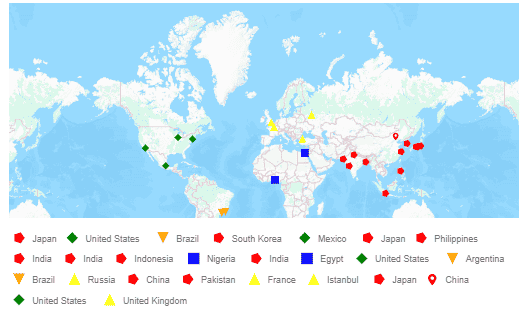 Japan United States Brazil South Korea Mexico Japan Philippines
India India Indonesia Nigeria India Egypt United States Argentina
Brazil Russia China Pakistan France Istanbul Japan China
United States United Kingdom